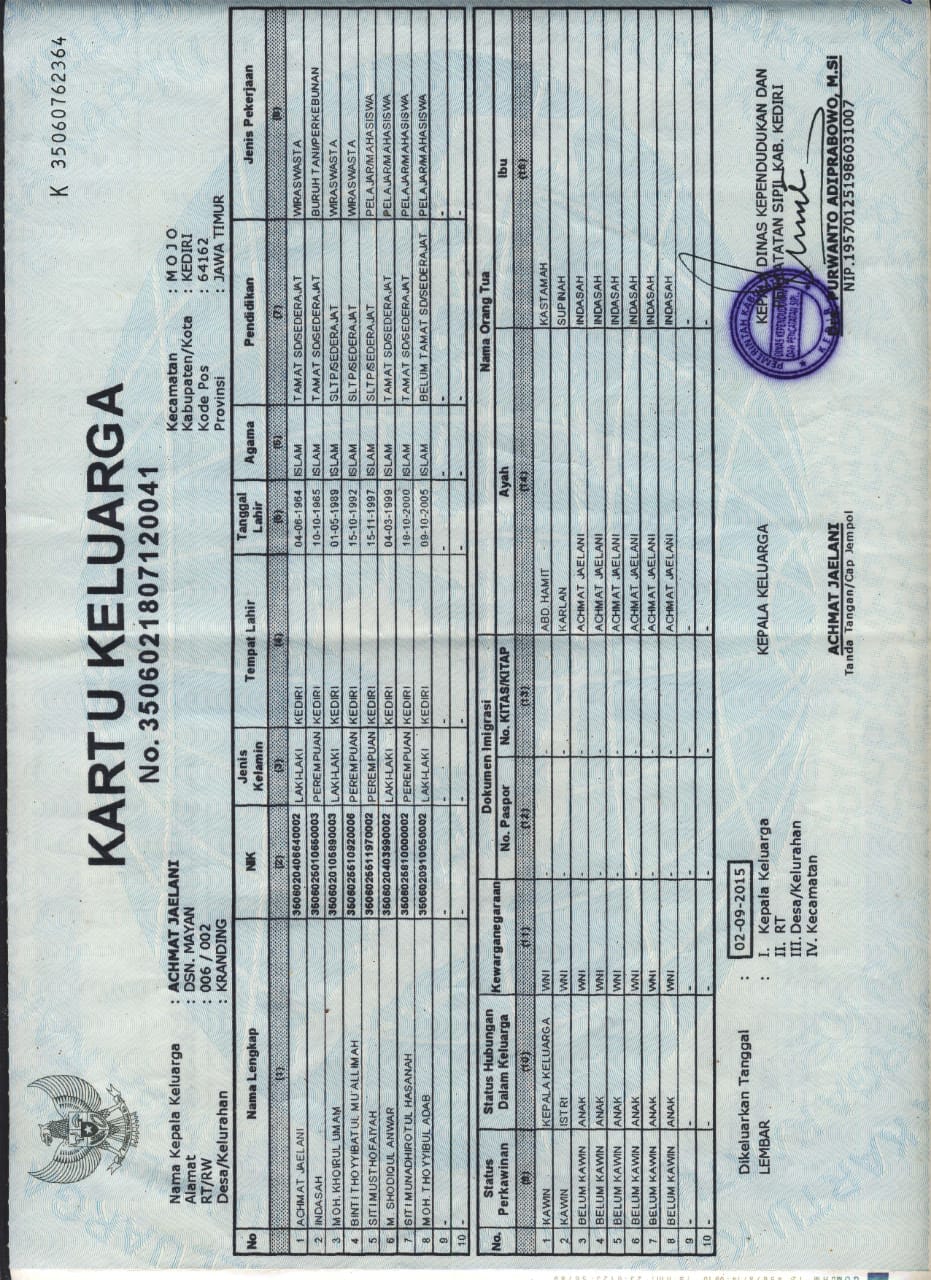 K 35060762364
KARTU KELUARGA
No. 3506021807120041
Nama Kepala Keluarga : ACHMAT JAELANI
Alamat : DSN. MAYAN
RT/RW : 006 / 002
Desa/Kelurahan : KRANDING
Kecamatan : M O J O
Kabupaten/Kota : KEDIRI
Kode Pos : 64162
Provinsi : JAWA TIMUR
No Nama Lengkap NIK Jenis Kelamin Tempat Lahir Tanggal Lahir Agama Pendidikan Jenis Pekerjaan
(1) (2) (3) (4) (5) (6) (7) (8)
1 ACHMAT JAELANI 3506020406640002 LAKI-LAKI KEDIRI 04-06-1964 ISLAM TAMAT SD/SEDERAJAT WIRASWASTA
2 INDASAH 3506025010650003 PEREMPUAN KEDIRI 10-10-1965 ISLAM TAMAT SD/SEDERAJAT BURUH TANI/PERKEBUNAN
3 MOH. KHOIRUL UMAM 3506020105890003 LAKI-LAKI KEDIRI 01-05-1989 ISLAM SLTP/SEDERAJAT WIRASWASTA
4 BINTI THOYYIBATUL MU'ALLIMAH 3506025510920006 PEREMPUAN KEDIRI 15-10-1992 ISLAM SLTP/SEDERAJAT WIRASWASTA
5 SITI MUSTHOFAIYAH 3506025511970002 PEREMPUAN KEDIRI 15-11-1997 ISLAM SLTP/SEDERAJAT PELAJAR/MAHASISWA
6 M. SHODIQUL ANWAR 3506020403990002 LAKI-LAKI KEDIRI 04-03-1999 ISLAM TAMAT SD/SEDERAJAT PELAJAR/MAHASISWA
7 SITI MUNADHIROTUL HASANAH PEREMPUAN KEDIRI ISLAM TAMAT SD/SEDERAJAT PELAJAR/MAHASISWA
8 MOH. THOYYIBUL ADAB 3506020910050002 LAKI-LAKI KEDIRI 09-10-2005 ISLAM BELUM TAMAT SD/SEDERAJAT PELAJAR/MAHASISWA
9 - - - - - - - -
10 - - - - - - - -
No. Status Perkawinan Status Hubungan Dalam Keluarga Kewarganegaraan Dokumen Imigrasi Nama Orang Tua
No. Paspor No. KITAS/KITAP Ayah Ibu
(9) (10) (11) (12) (13) (14) (15)
1 KAWIN KEPALA KELUARGA WNI - - ABD. HAMIT KASTAMAH
2 KAWIN ISTRI WNI - - KARLAN SUPINAH
3 BELUM KAWIN ANAK WNI - - ACHMAT JAELANI INDASAH
4 BELUM KAWIN ANAK WNI - - ACHMAT JAELANI INDASAH
5 BELUM KAWIN ANAK WNI - - ACHMAT JAELANI INDASAH
6 BELUM KAWIN ANAK WNI - - ACHMAT JAELANI INDASAH
7 BELUM KAWIN ANAK WNI - - ACHMAT JAELANI INDASAH
8 BELUM KAWIN ANAK WNI - - ACHMAT JAELANI INDASAH
9 - - - - - - -
10 - - - - - - -
Dikeluarkan Tanggal : 02-09-2015
LEMBAR : I. Kepala Keluarga
II. RT
III. Desa/Kelurahan
IV. Kecamatan
KEPALA KELUARGA
ACHMAT JAELANI
Tanda Tangan/Cap Jempol
DINAS KEPENDUDUKAN DAN
SIPIL KAB. KEDIRI
PURWANTO ADIPRABOWO, M.Si
NIP.195701251986031007
PEMERINTAH
DINAS KEPENDUDUKAN
DAN PENCATATAN SIPIL